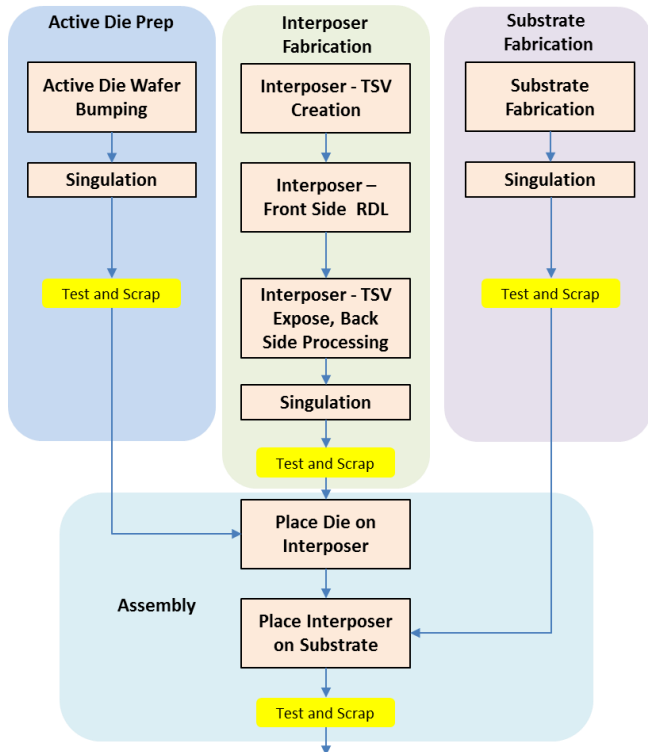 Active Die Prep
Active Die Wafer
Bumping
Singulation
Test and Scrap
Interposer
Fabrication
Interposer - TSV
Creation
Interposer –
Front Side RDL
Interposer - TSV
Expose, Back
Side Processing
Singulation
Test and Scrap
Substrate
Fabrication
Substrate
Fabrication
Singulation
Test and Scrap
Assembly
Place Die on
Interposer
Place Interposer
on Substrate
Test and Scrap